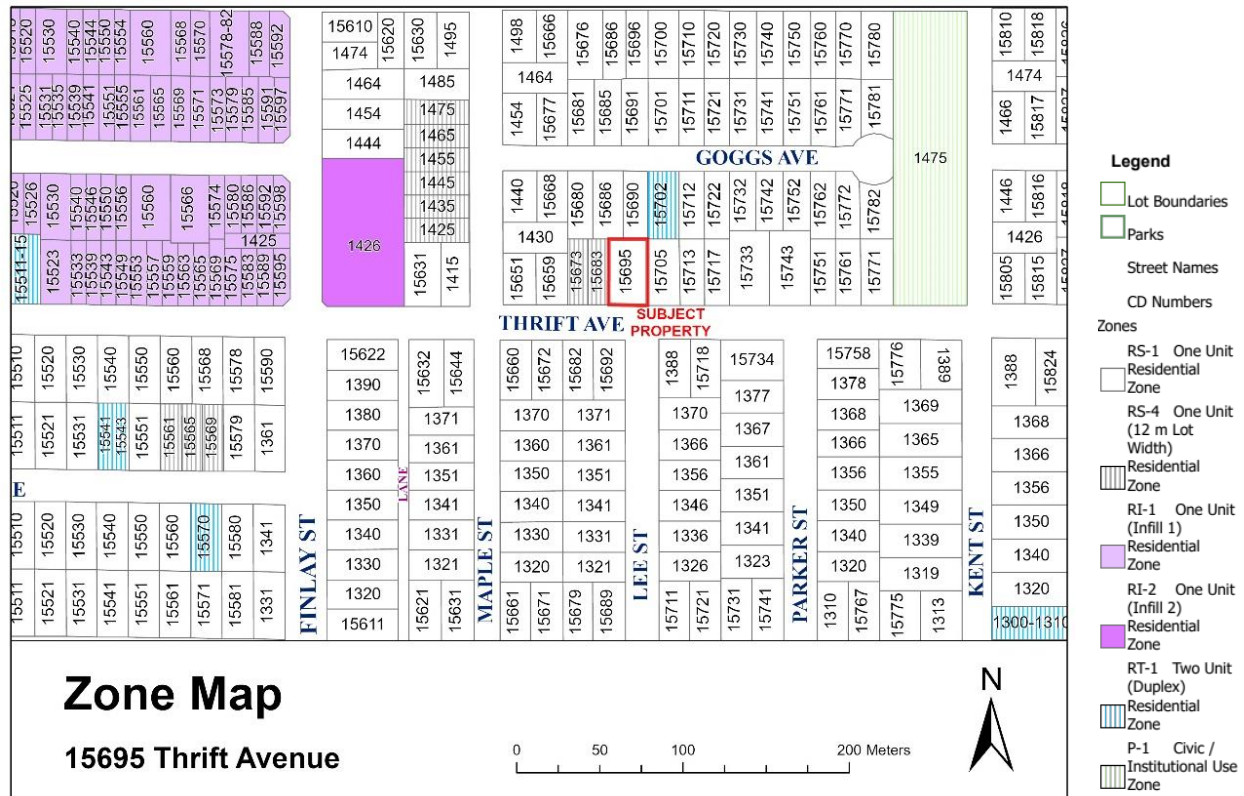 15520 15530 15540 15544 15550 15554 15560 15568 15570 15578-82 15588 15592
15525 15531 15535 15539 15541 15551 15555 15561 15565 15569 15571 15573 15579 15585 15591 15597
15610 15620 15630 1495
1474
1464 1485
1454 1475
1465
1444 1455
1445
1435
1425
1426
15631 1415
1498 15666 15676 15686 15696 15700 15710 15720 15730 15740 15750 15760 15770 15780
1464
1454 15677 15681 15685 15691 15701 15711 15721 15731 15741 15751 15761 15771 15781
GOGGS AVE
1475
15810 15818
1474
1466 15817
15526 15530 15540 15546 15550 15556 15560 15566 15574 15580 15586 15592 15598
1425
15511-15 15523 15533 15539 15543 15549 15553 15557 15559 15563 15565 15569 15575 15583 15589 15595
1440 15668 15680 15686 15690 15702 15712 15722 15732 15742 15752 15762 15772 15782
1430
15651 15659 15673 15683 15695 15705 15713 15717 15733 15743 15751 15761 15771
1446 15816
1426
15805 15815
THRIFT AVE
SUBJECT
PROPERTY
15510 15520 15530 15540 15550 15560 15568 15578 15590
15511 15521 15531 15541 15543 15551 15561 15565 15569 15579 1361
E
15510 15520 15530 15540 15550 15560 15570 15580 1341
15511 15521 15531 15541 15551 15561 15571 15581 1331
FINLAY ST
15622
1390
1380
1370
1360
1350
1340
1330
1320
15611
LANE
15632 15644
1371
1361
1351
1341
1331
1321
15621 15631
MAPLE ST
15660 15672 15682 15692
1370 1371
1360 1361
1350 1351
1340 1341
1330 1331
1320 1321
15661 15671 15679 15689
LEE ST
1388 15718 15734
1370 1377
1366 1367
1356 1361
1346 1351
1336 1341
1326 1323
15711 15721 15731 15741
PARKER ST
15758 15776 1389
1378
1368 1369
1366 1365
1356 1355
1350 1349
1340 1339
1320 1319
1310 15767 15775 1313
KENT ST
1388 15824
1368
1366
1356
1350
1340
1320
1300-1310
Zone Map
15695 Thrift Avenue
0 50 100 200 Meters
N
Legend
Lot Boundaries
Parks
Street Names
CD Numbers
Zones
RS-1 One Unit
Residential
Zone
RS-4 One Unit
(12 m Lot
Width)
Residential
Zone
RI-1 One Unit
(Infill 1)
Residential
Zone
RI-2 One Unit
(Infill 2)
Residential
Zone
RT-1 Two Unit
(Duplex)
Residential
Zone
P-1 Civic /
Institutional Use
Zone